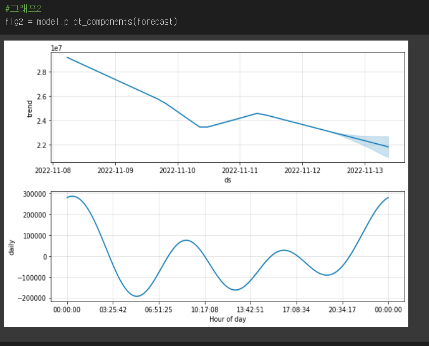 #그래프2
fig2 = model.plot_components(forecast)
1e7
2.8
2.6
2.4
2.2
trend
2022-11-08 2022-11-09 2022-11-10 2022-11-11 2022-11-12 2022-11-13
ds
300000
200000
100000
0
−100000
−200000
daily
00:00:00 03:25:42 06:51:25 10:17:08 13:42:51 17:08:34 20:34:17 00:00:00
Hour of day